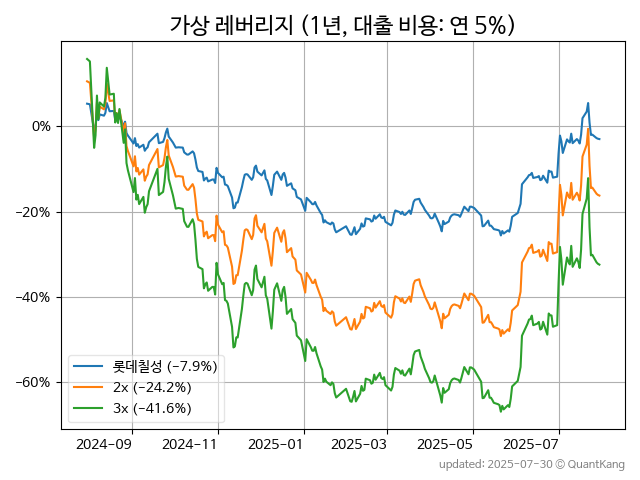 가상 레버리지 (1년, 대출 비용: 연 5%)
0%
−20%
−40%
−60%
롯데칠성 (−7.9%)
2x (−24.2%)
3x (−41.6%)
2024−09 2024−11 2025−01 2025−03 2025−05 2025−07
updated: 2025-07-30 © QuantKang